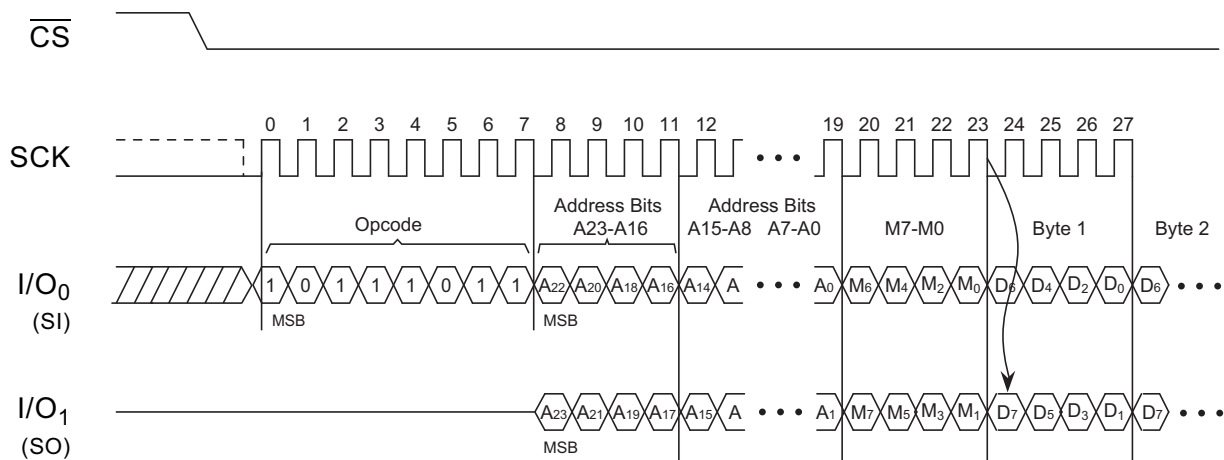 CS
SCK
0 1 2 3 4 5 6 7 8 9 10 11 12 19 20 21 22 23 24 25 26 27
Opcode
Address Bits
A23-A16
Address Bits
A15-A8 A7-A0
M7-M0
Byte 1
Byte 2
I/O0
(SI)
1 0 1 1 1 0 1 1 A22 A20 A18 A16 A14 A A0 M6 M4 M2 M0 D6 D4 D2 D0 D6
MSB
MSB
I/O1
(SO)
A23 A21 A19 A17 A15 A A1 M7 M5 M3 M1 D7 D5 D3 D1 D7
MSB